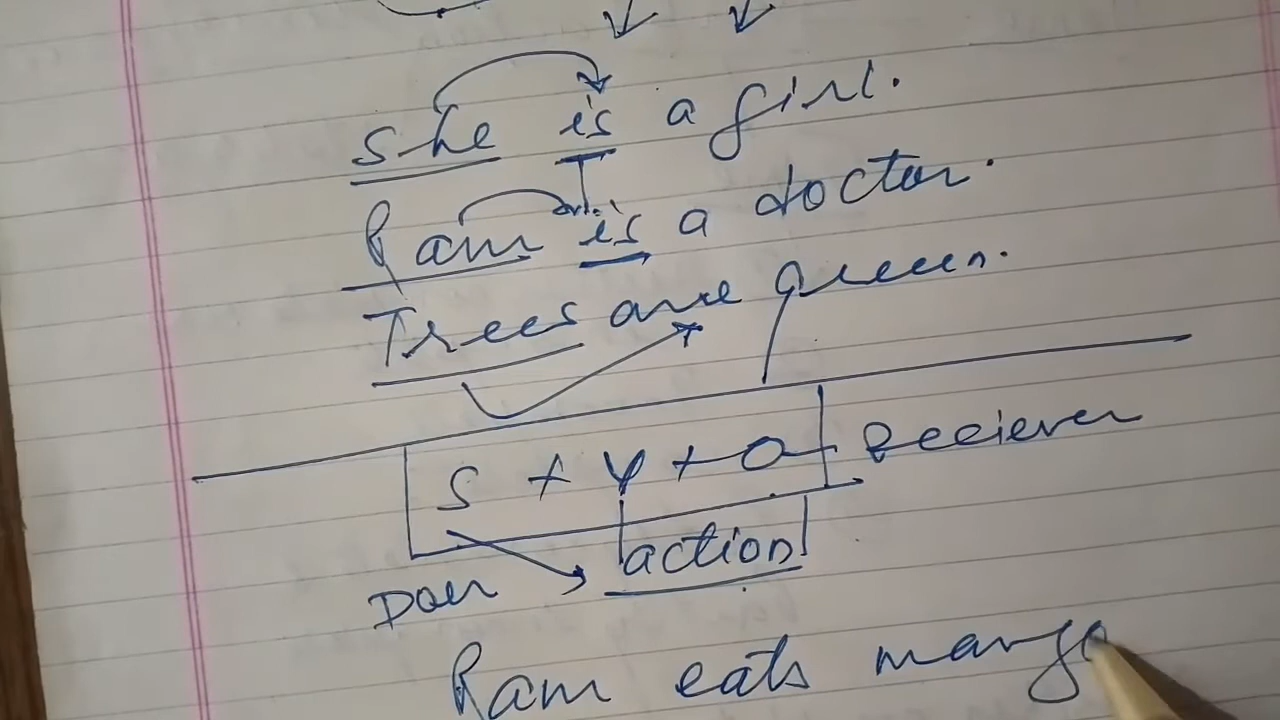 she is a girl.
Ram is a doctor.
Trees are green.
S + V + O Reciever
Doer action
Ram eats mango